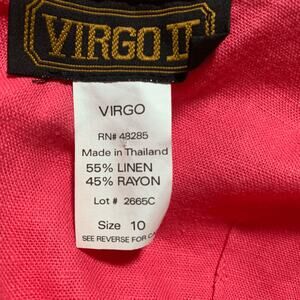 VIRGO II
VIRGO
RN# 48285
Made in Thailand
55% LINEN
45% RAYON
Lot # 2665C
Size 10
SEE REVERSE FOR